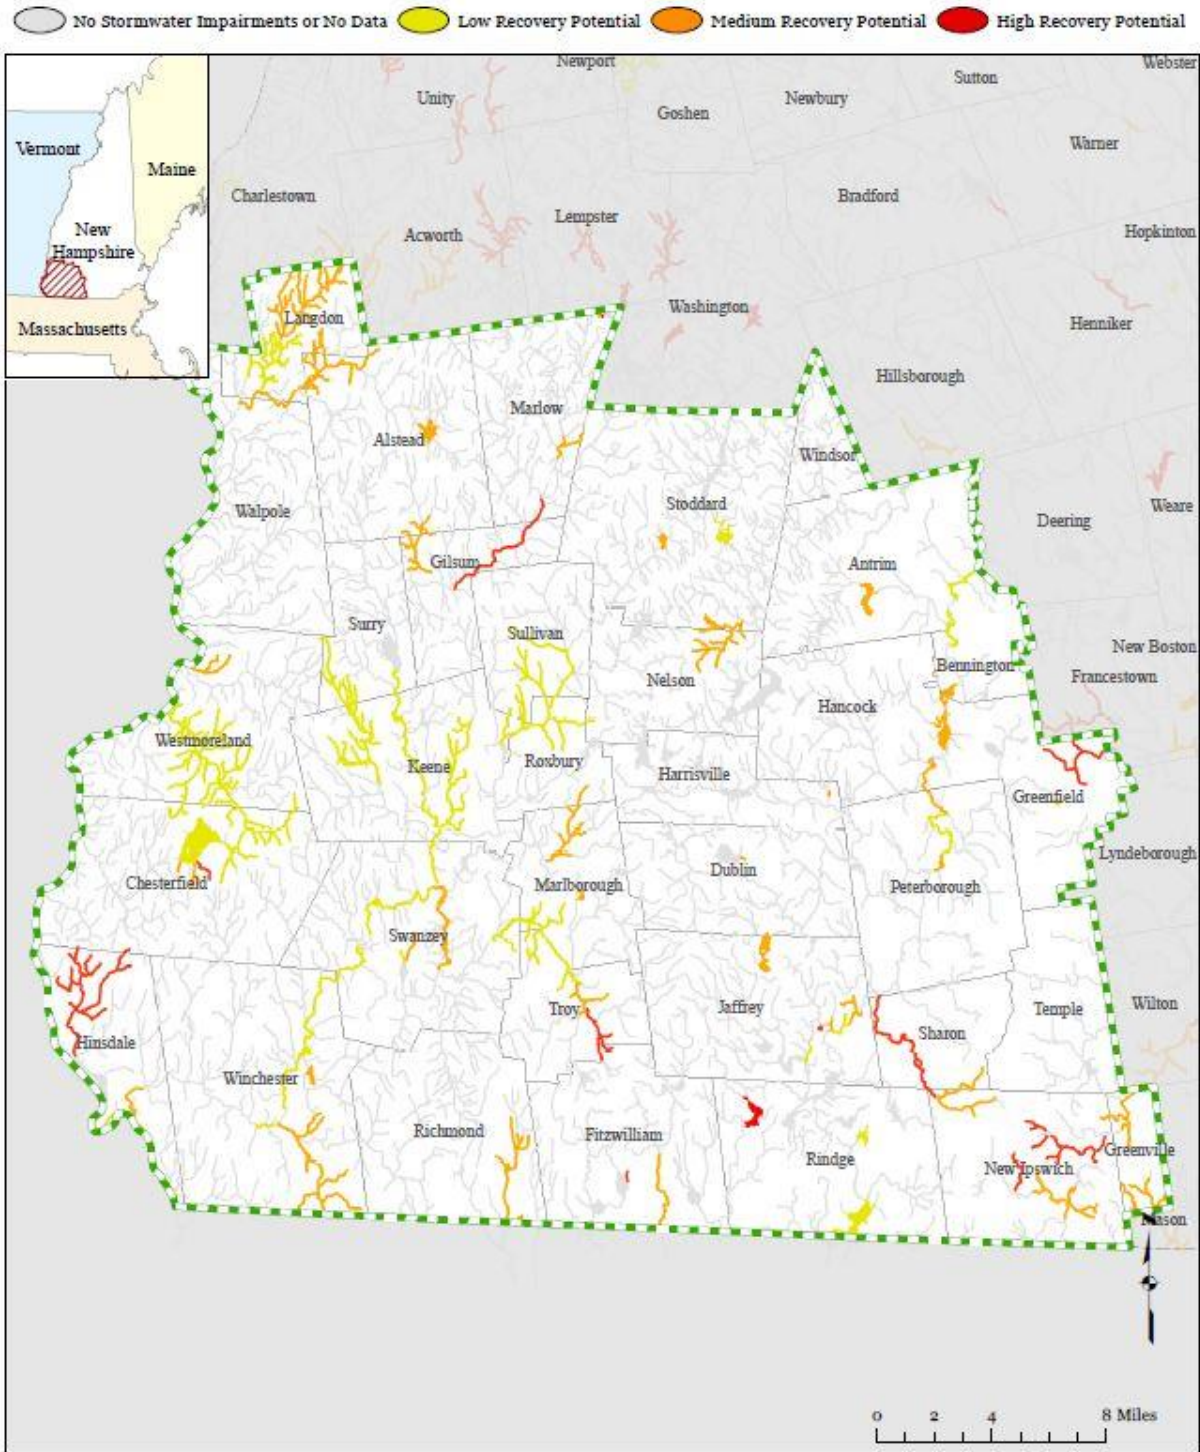 No Stormwater Impairments or No Data Low Recovery Potential Medium Recovery Potential High Recovery Potential
Newport
Webster
Sutton
Unity
Newbury
Goshen
Vermont
Warner
Maine
Charlestown
Bradford
Lempster
New
Hampshire
Acworth
Hopkinton
Washington
Langdon
Massachusetts
Henniker
Hillsborough
Marlow
Alstead
Windsor
Stoddard
Walpole
Weare
Deering
Gilsum
Antrim
Surry
Sullivan
New Boston
Bennington
Francestown
Nelson
Hancock
Westmoreland
Keene
Roxbury
Harrisville
Greenfield
Lyndeborough
Dublin
Chesterfield
Marlborough
Peterborough
Swanzey
Wilton
Troy
Jaffrey
Temple
Sharon
Hinsdale
Winchester
Richmond
Fitzwilliam
Greenville
Rindge
New Ipswich
Mason
0 2 4 8 Miles